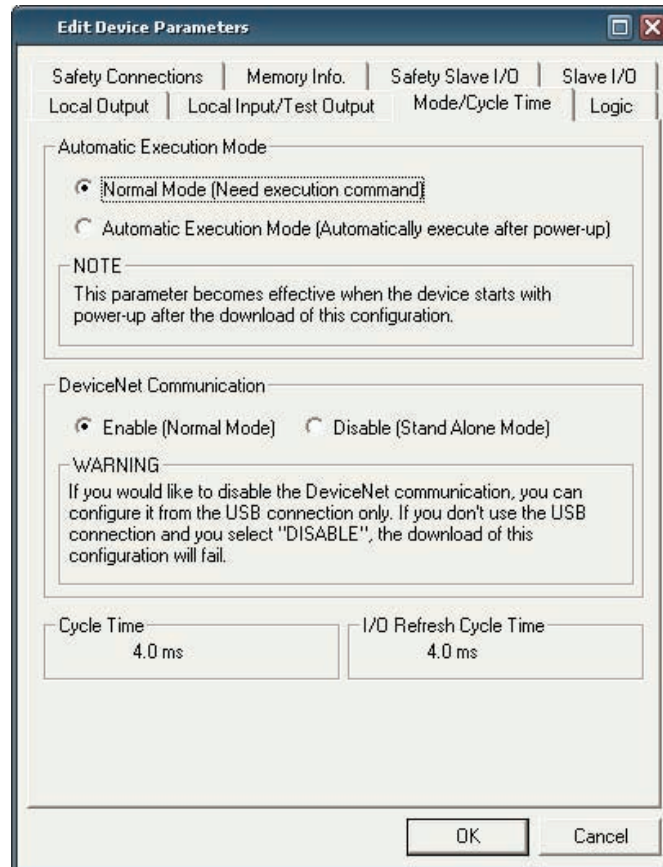 Edit Device Parameters
Safety Connections
Memory Info.
Safety Slave I/O
Slave I/O
Local Output
Local Input/Test Output
Mode/Cycle Time
Logic
Automatic Execution Mode
Normal Mode (Need execution command)
Automatic Execution Mode (Automatically execute after power-up)
NOTE
This parameter becomes effective when the device starts with
power-up after the download of this configuration.
DeviceNet Communication
Enable (Normal Mode)
Disable (Stand Alone Mode)
WARNING
If you would like to disable the DeviceNet communication, you can
configure it from the USB connection only. If you don't use the USB
connection and you select "DISABLE", the download of this
configuration will fail.
Cycle Time
4.0 ms
I/O Refresh Cycle Time
4.0 ms
OK
Cancel